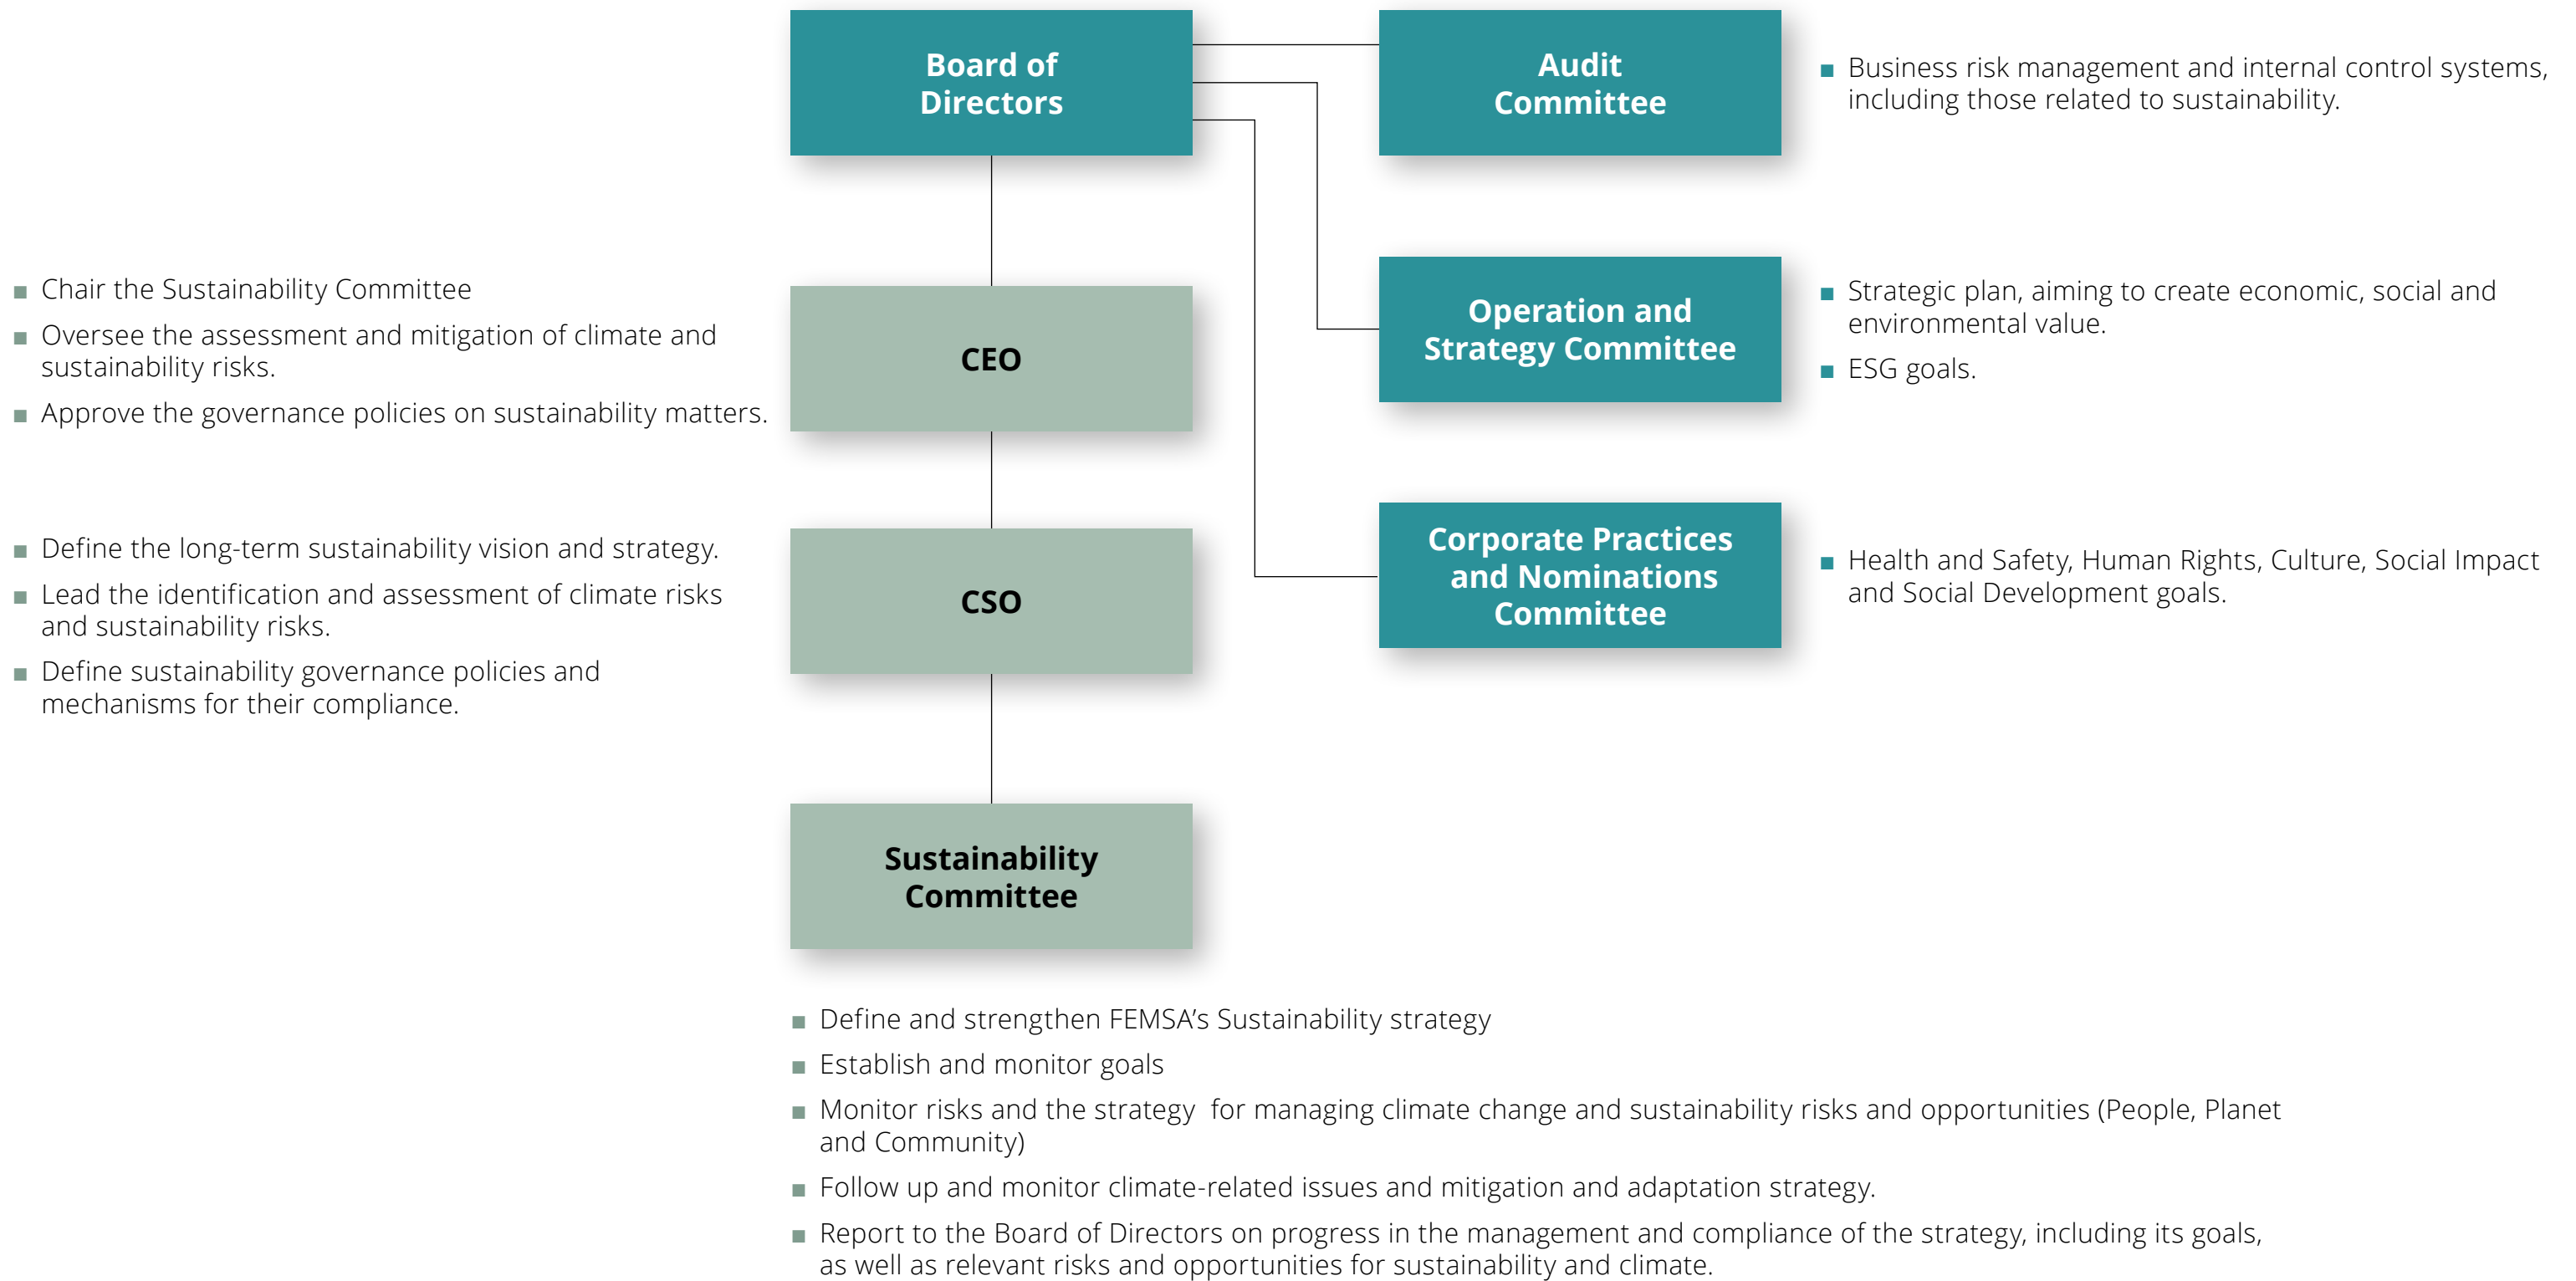 Board of
Directors
Audit
Committee
Business risk management and internal control systems,
including those related to sustainability.
Chair the Sustainability Committee
Oversee the assessment and mitigation of climate and
sustainability risks.
Approve the governance policies on sustainability matters.
CEO
Operation and
Strategy Committee
Strategic plan, aiming to create economic, social and
environmental value.
ESG goals.
Define the long-term sustainability vision and strategy.
Lead the identification and assessment of climate risks
and sustainability risks.
Define sustainability governance policies and
mechanisms for their compliance.
CSO
Corporate Practices
and Nominations
Committee
Health and Safety, Human Rights, Culture, Social Impact
and Social Development goals.
Sustainability
Committee
Define and strengthen FEMSA’s Sustainability strategy
Establish and monitor goals
Monitor risks and the strategy  for managing climate change and sustainability risks and opportunities (People, Planet
and Community)
Follow up and monitor climate-related issues and mitigation and adaptation strategy.
Report to the Board of Directors on progress in the management and compliance of the strategy, including its goals,
as well as relevant risks and opportunities for sustainability and climate.